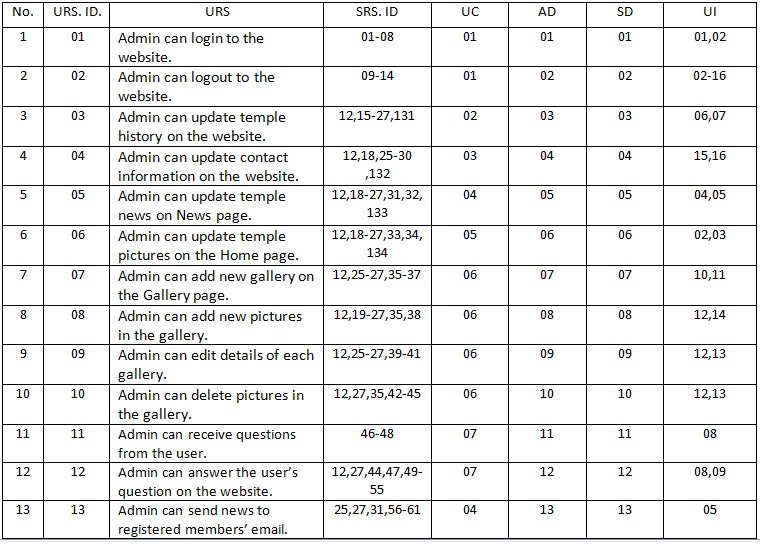 No. URS. ID. URS SRS. ID UC AD SD UI
1 01 Admin can login to the website. 01-08 01 01 01 01,02
2 02 Admin can logout to the website. 09-14 01 02 02 02-16
3 03 Admin can update temple history on the website. 12,15-27,131 02 03 03 06,07
4 04 Admin can update contact information on the website. 12,18,25-30 ,132 03 04 04 15,16
5 05 Admin can update temple news on News page. 12,18-27,31,32, 133 04 05 05 04,05
6 06 Admin can update temple pictures on the Home page. 12,18-27,33,34, 134 05 06 06 02,03
7 07 Admin can add new gallery on the Gallery page. 12,25-27,35-37 06 07 07 10,11
8 08 Admin can add new pictures in the gallery. 12,19-27,35,38 06 08 08 12,14
9 09 Admin can edit details of each gallery. 12,25-27,39-41 06 09 09 12,13
10 10 Admin can delete pictures in the gallery. 12,27,35,42-45 06 10 10 12,13
11 11 Admin can receive questions from the user. 46-48 07 11 11 08
12 12 Admin can answer the user's question on the website. 12,27,44,47,49-55 07 12 12 08,09
13 13 Admin can send news to registered members' email. 25,27,31,56-61 04 13 13 05